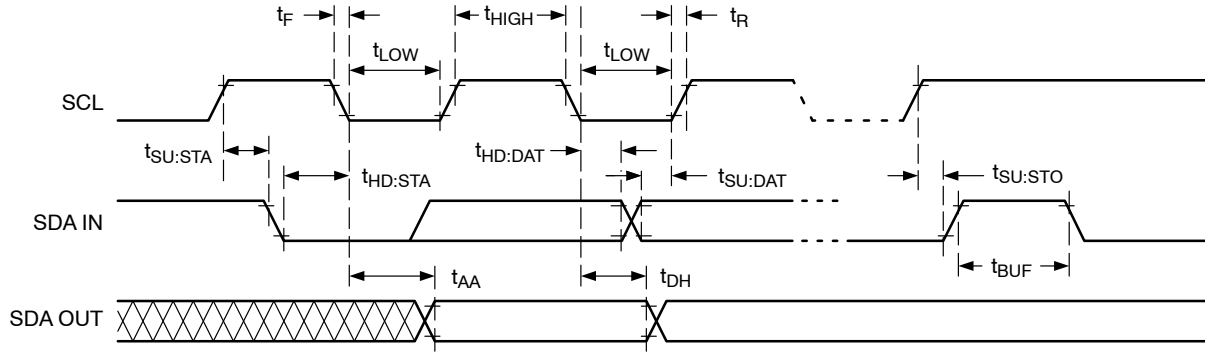 tF
tHIGH
tR
tLOW
tLOW
SCL
tSU:STA
tHD:STA
tHD:DAT
tSU:DAT
tSU:STO
SDA IN
tAA
tDH
tBUF
SDA OUT